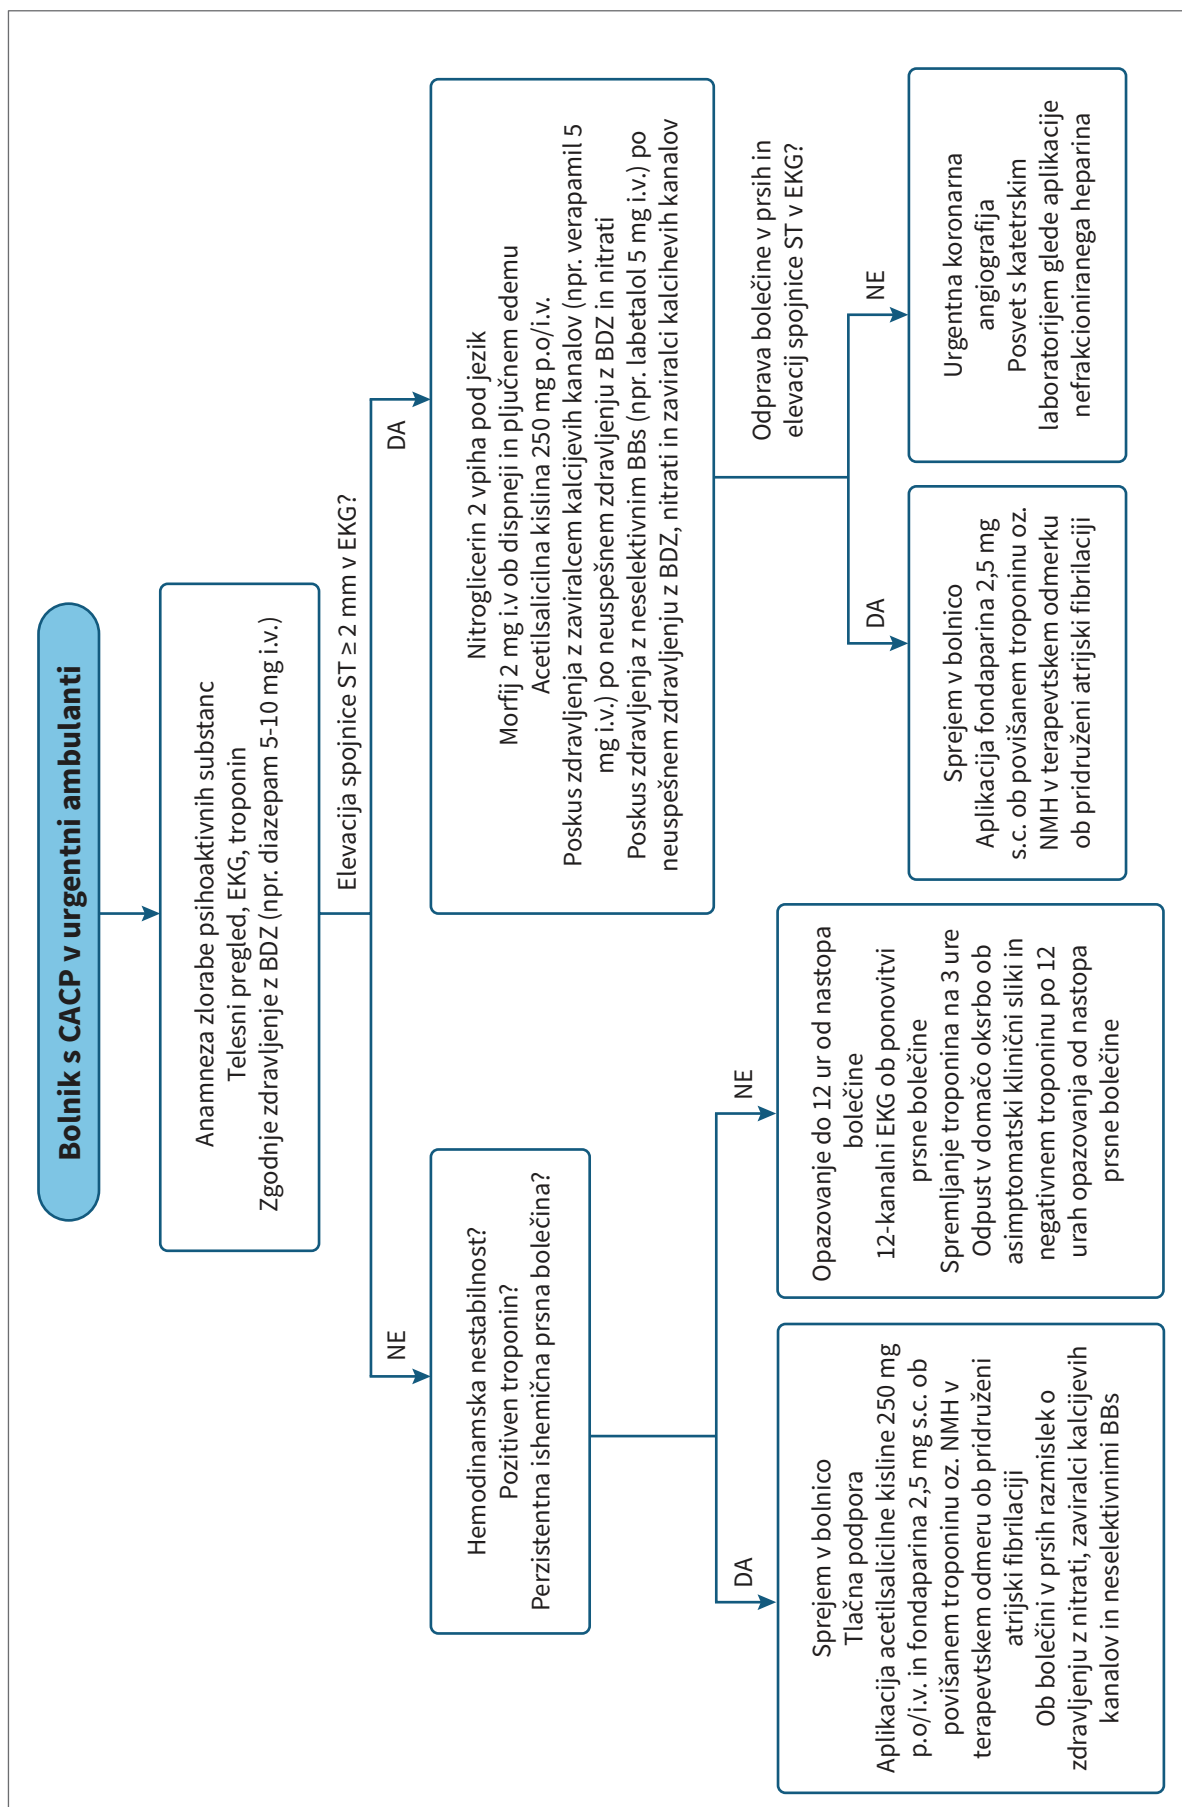 Bolnik s CACP v urgentni ambulanti
Anamneza zlorabe psihoaktivnih substanc
Telesni pregled, EKG, troponin
Zgodnje zdravljenje z BDZ (npr. diazepam 5-10 mg i.v.)
Elevacija spojnice ST ≥ 2 mm v EKG?
NE
DA
Hemodinamska nestabilnost?
Pozitiven troponin?
Perzistentna ishemična prsna bolečina?
Nitroglicerin 2 vpiha pod jezik
Morfij 2 mg i.v ob dispneji in pljučnem edemu
Acetilsalicilna kislina 250 mg p.o/i.v.
Poskus zdravljenja z zaviralcem kalcijevih kanalov (npr. verapamil 5
mg i.v.) po neuspešnem zdravljenju z BDZ in nitrati
Poskus zdravljenja z neselektivnim BBs (npr. labetalol 5 mg i.v.) po
neuspešnem zdravljenju z BDZ, nitrati in zaviralci kalcihevih kanalov
DA
NE
Odprava bolečine v prsih in
elevacij spojnice ST v EKG?
DA
NE
Sprejem v bolnico
Tlačna podpora
Aplikacija acetilsalicilne kisline 250 mg
p.o/i.v. in fondaparina 2,5 mg s.c. ob
povišanem troponinu oz. NMH v
terapevtskem odmeru ob pridruženi
atrijski fibrilaciji
Ob bolečini v prsih razmislek o
zdravljenju z nitrati, zaviralci kalcijevih
kanalov in neselektivnimi BBs
Opazovanje do 12 ur od nastopa
bolečine
12-kanalni EKG ob ponovitvi
prsne bolečine
Spremljanje troponina na 3 ure
Odpust v domačo oksrbo ob
asimptomatski klinični sliki in
negativnem troponinu po 12
urah opazovanja od nastopa
prsne bolečine
Sprejem v bolnico
Aplikacija fondaparina 2,5 mg
s.c. ob povišanem troponinu oz.
NMH v terapevtskem odmerku
ob pridruženi atrijski fibrilaciji
Urgentna koronarna
angiografija
Posvet s katetrskim
laboratorijem glede aplikacije
nefrakcioniranega heparina